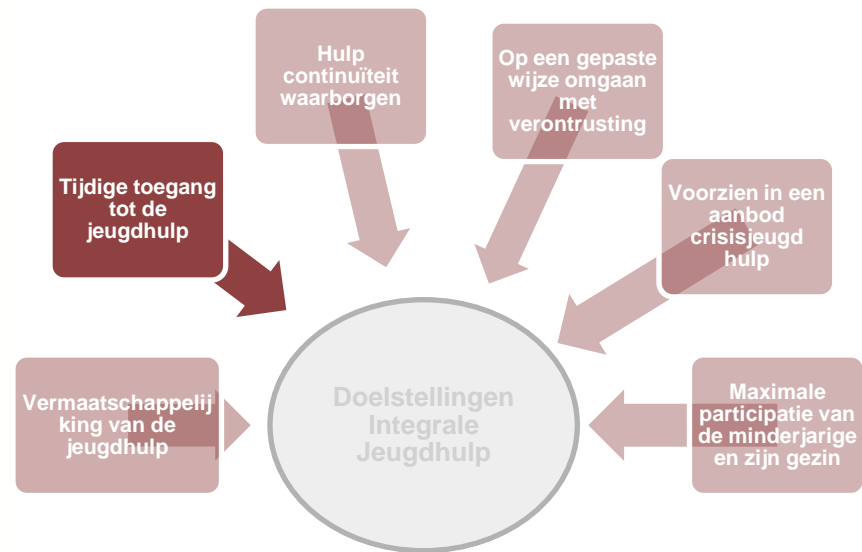 Hulp
continuïteit
waarborgen
Op een gepaste
wijze omgaan
met
verontrusting
Tijdige toegang
tot de
jeugdhulp
Voorzien in een
aanbod
crisisjeugd
hulp
Vermaatschappelij
king van de
jeugdhulp
Doelstellingen
Integrale
Jeugdhulp
Maximale
participatie van
de minderjarige
en zijn gezin